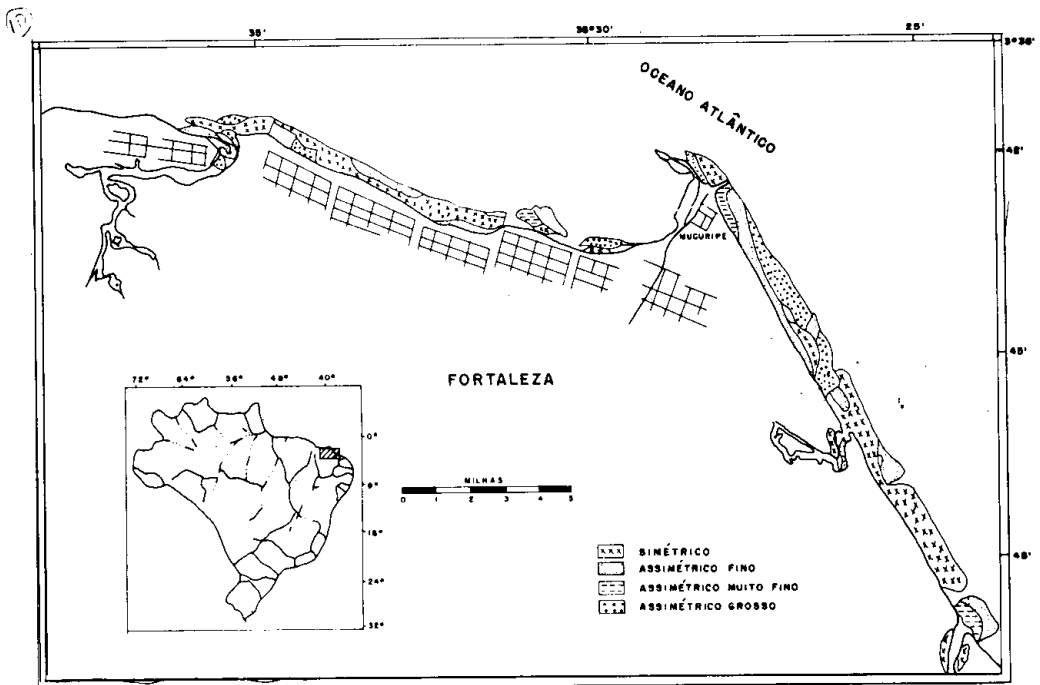 35'
38°30'
25'
3°38'
OCEANO ATLÂNTICO
42'
MUCURIPE
45'
FORTALEZA
72° 64° 56° 48° 40°
0°
8°
16°
24°
32°
MILHAS
0 1 2 3 4 5
48'
xxx SIMÉTRICO
ASSIMÉTRICO FINO
ASSIMÉTRICO MUITO FINO
ASSIMÉTRICO GROSSO